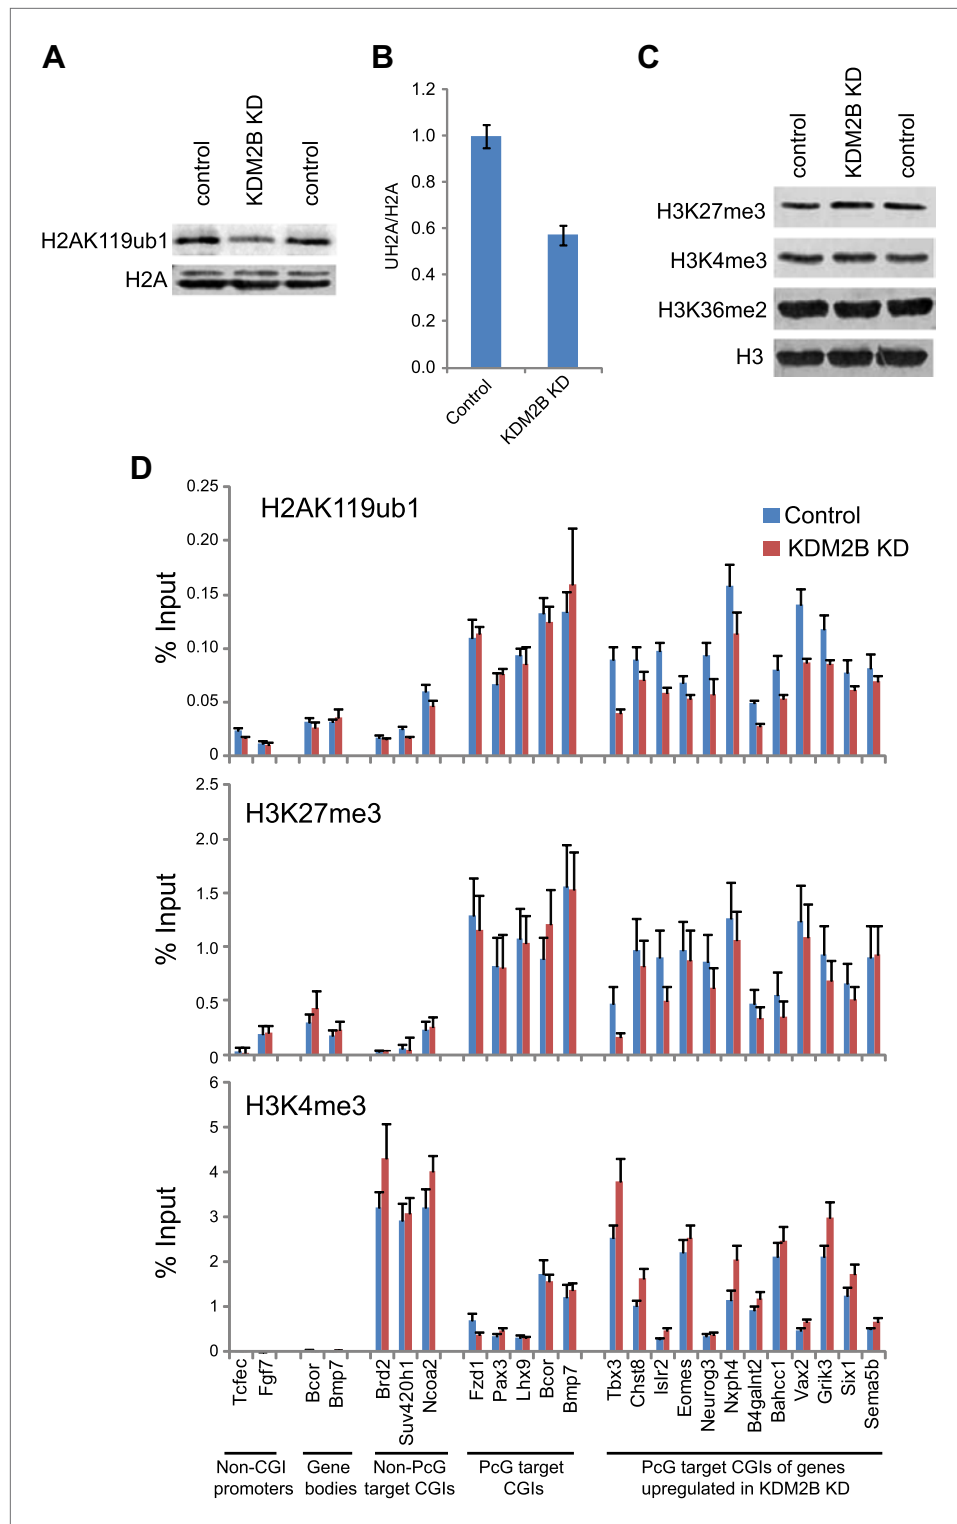 A
control
KDM2B KD
control
H2AK119ub1
H2A
B
1.2
1.0
0.8
0.6
0.4
0.2
0.0
UH2A/H2A
Control
KDM2B KD
C
control
KDM2B KD
control
H3K27me3
H3K4me3
H3K36me2
H3
D
0.25
0.20
0.15
0.10
0.05
0
% Input
H2AK119ub1
Control
KDM2B KD
2.5
2.0
1.5
1.0
0.5
0
% Input
H3K27me3
6
5
4
3
2
1
0
% Input
H3K4me3
Tcfec
Fgf7
Bcor
Bmp7
Brd2
Suv420h1
Ncoa2
Fzd1
Pax3
Lhx9
Bcor
Bmp7
Tbx3
Chst8
Islr2
Eomes
Neurog3
Nxph4
B4galnt2
Bahcc1
Vax2
Grik3
Six1
Sema5b
Non-CGI
promoters
Gene
bodies
Non-PcG
target CGIs
PcG target
CGIs
PcG target CGIs of genes
upregulated in KDM2B KD